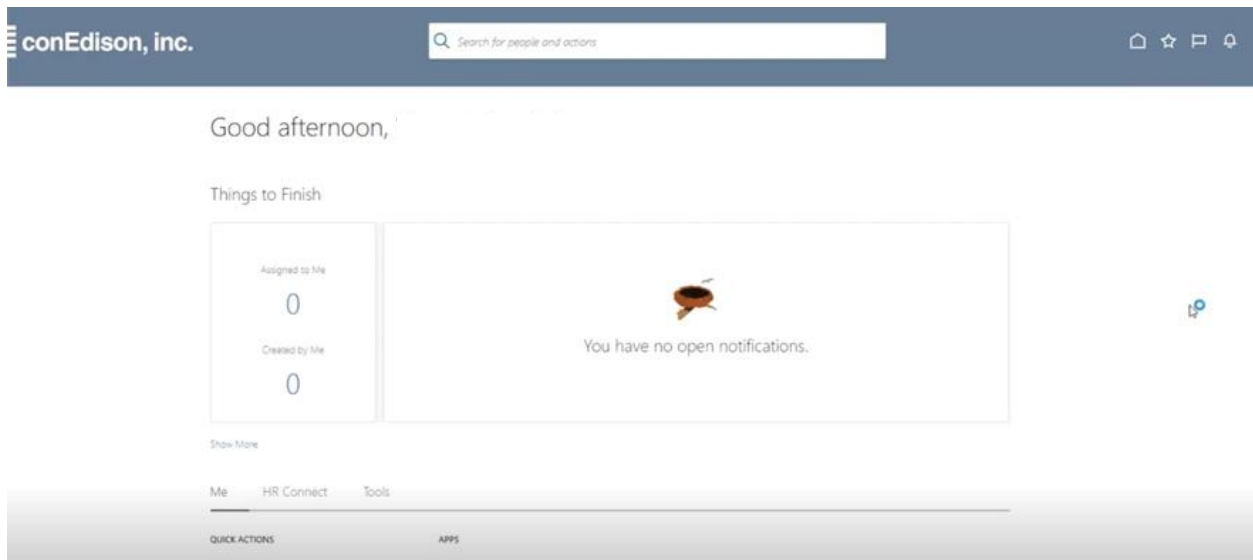 conEdison, inc.
Search for people and actions
Good afternoon,
Things to Finish
Assigned to Me
0
Created by Me
0
You have no open notifications.
Show More
Me HR Connect Tools
QUICK ACTIONS APPS